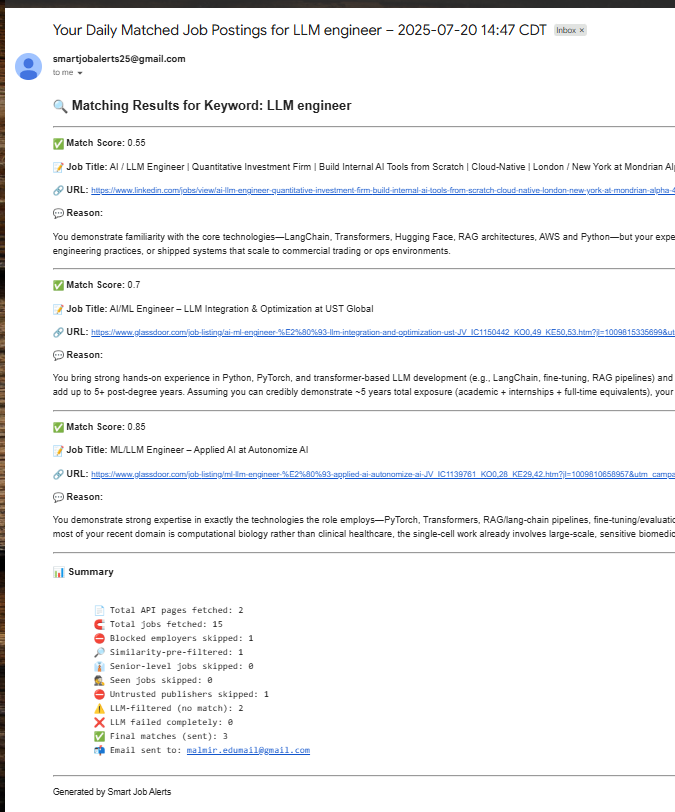 Your Daily Matched Job Postings for LLM engineer – 2025-07-20 14:47 CDT Inbox ×
smartjobalerts25@gmail.com
to me
🔍 Matching Results for Keyword: LLM engineer
✅ Match Score: 0.55
📝 Job Title: AI / LLM Engineer | Quantitative Investment Firm | Build Internal AI Tools from Scratch | Cloud-Native | London / New York at Mondrian Al
🔗 URL: https://www.linkedin.com/jobs/view/ai-llm-engineer-quantitative-investment-firm-build-internal-ai-tools-from-scratch-cloud-native-london-new-york-at-mondrian-alpha-4
💬 Reason:
You demonstrate familiarity with the core technologies—LangChain, Transformers, Hugging Face, RAG architectures, AWS and Python—but your expe
engineering practices, or shipped systems that scale to commercial trading or ops environments.
✅ Match Score: 0.7
📝 Job Title: AI/ML Engineer – LLM Integration & Optimization at UST Global
🔗 URL: https://www.glassdoor.com/job-listing/ai-ml-engineer-%E2%80%93-llm-integration-and-optimization-ust-JV_IC1150442_KO0,49_KE50,53.htm?jl=1009815335699&ut
💬 Reason:
You bring strong hands-on experience in Python, PyTorch, and transformer-based LLM development (e.g., LangChain, fine-tuning, RAG pipelines) and
add up to 5+ post-degree years. Assuming you can credibly demonstrate ~5 years total exposure (academic + internships + full-time equivalents), your
✅ Match Score: 0.85
📝 Job Title: ML/LLM Engineer – Applied AI at Autonomize AI
🔗 URL: https://www.glassdoor.com/job-listing/ml-llm-engineer-%E2%80%93-applied-ai-autonomize-ai-JV_IC1139761_KO0,28_KE29,42.htm?jl=1009810658957&utm_campa
💬 Reason:
You demonstrate strong expertise in exactly the technologies the role employs—PyTorch, Transformers, RAG/lang-chain pipelines, fine-tuning/evaluatio
most of your recent domain is computational biology rather than clinical healthcare, the single-cell work already involves large-scale, sensitive biomedic
📊 Summary
📄 Total API pages fetched: 2
🧲 Total jobs fetched: 15
⛔ Blocked employers skipped: 1
🔎 Similarity-pre-filtered: 1
👔 Senior-level jobs skipped: 0
🕵️ Seen jobs skipped: 0
⛔ Untrusted publishers skipped: 1
⚠️ LLM-filtered (no match): 2
❌ LLM failed completely: 0
✅ Final matches (sent): 3
📬 Email sent to: malmir.edumail@gmail.com
Generated by Smart Job Alerts